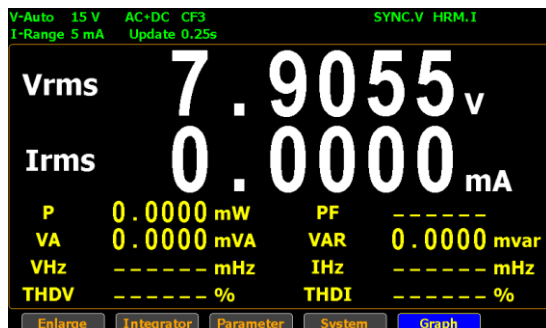 V-Auto 15 V AC+DC CF3 SYNC.V HRM.I
I-Range 5 mA Update 0.25s
Vrms 7.9055 V
Irms 0.0000 mA
P 0.0000 mW PF ------
VA 0.0000 mVA VAR 0.0000 mvar
VHz ------ mHz IHz ------ mHz
THDV ------ % THDI ------ %
Enlarge Integrator Parameter System Graph